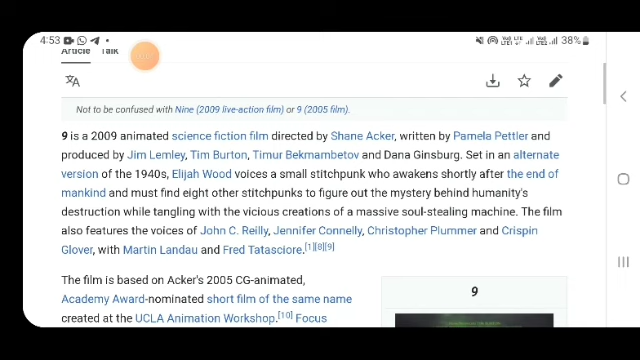 4:53
38%
Article Talk
Not to be confused with Nine (2009 live-action film) or 9 (2005 film).
9 is a 2009 animated science fiction film directed by Shane Acker, written by Pamela Pettler and
produced by Jim Lemley, Tim Burton, Timur Bekmambetov and Dana Ginsburg. Set in an alternate
version of the 1940s, Elijah Wood voices a small stitchpunk who awakens shortly after the end of
mankind and must find eight other stitchpunks to figure out the mystery behind humanity's
destruction while tangling with the vicious creations of a massive soul-stealing machine. The film
also features the voices of John C. Reilly, Jennifer Connelly, Christopher Plummer and Crispin
Glover, with Martin Landau and Fred Tatasciore.[1][8][9]
The film is based on Acker's 2005 CG-animated,
Academy Award-nominated short film of the same name
created at the UCLA Animation Workshop.[10] Focus
9